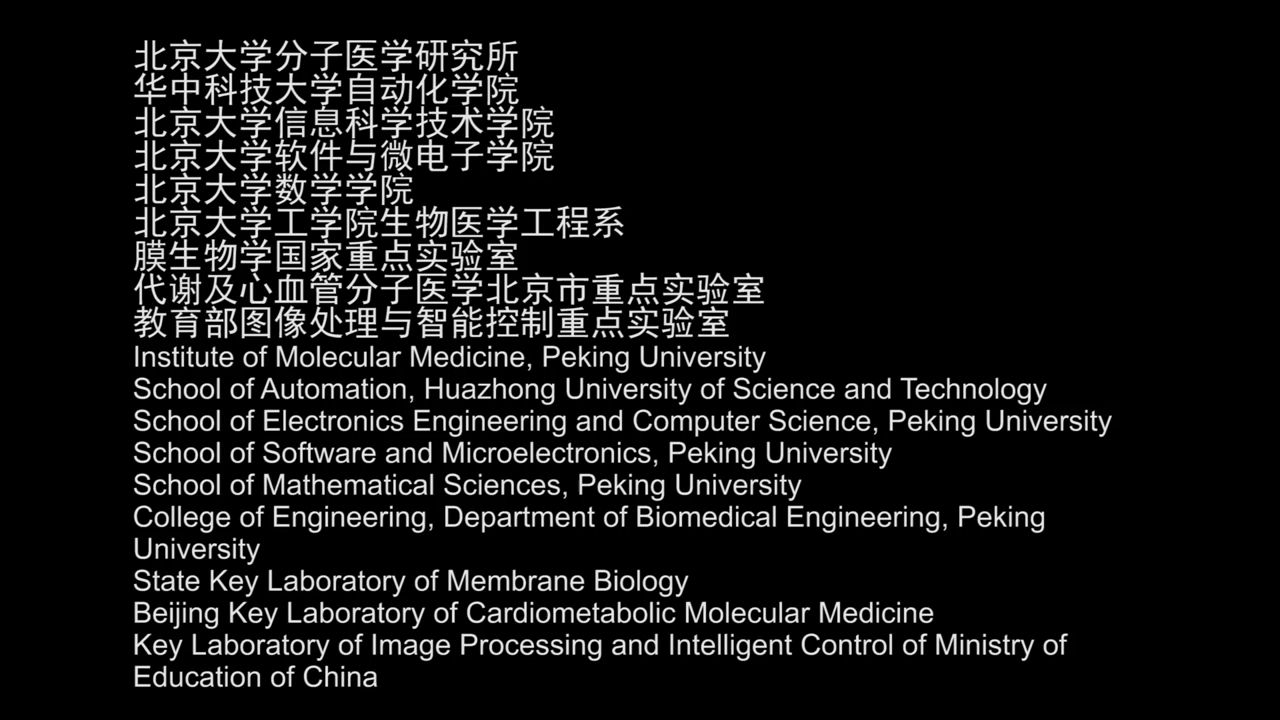 北京大学分子医学研究所
华中科技大学自动化学院
北京大学信息科学技术学院
北京大学软件与微电子学院
北京大学数学学院
北京大学工学院生物医学工程系
膜生物学国家重点实验室
代谢及心血管分子医学北京市重点实验室
教育部图像处理与智能控制重点实验室
Institute of Molecular Medicine, Peking University
School of Automation, Huazhong University of Science and Technology
School of Electronics Engineering and Computer Science, Peking University
School of Software and Microelectronics, Peking University
School of Mathematical Sciences, Peking University
College of Engineering, Department of Biomedical Engineering, Peking
University
State Key Laboratory of Membrane Biology
Beijing Key Laboratory of Cardiometabolic Molecular Medicine
Key Laboratory of Image Processing and Intelligent Control of Ministry of
Education of China